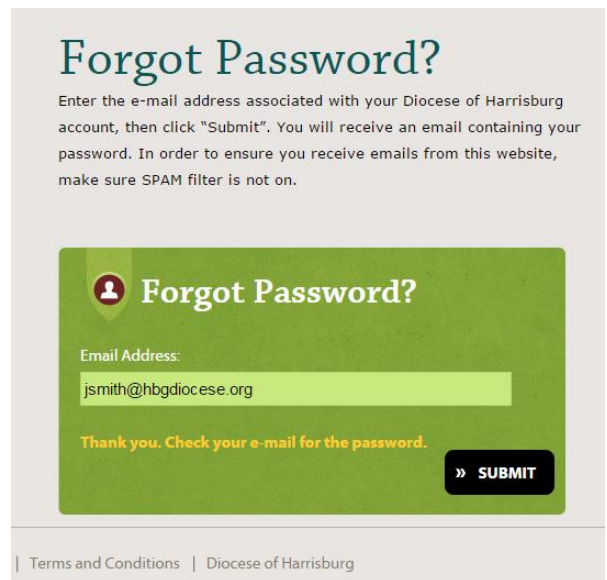 Forgot Password?
Enter the e-mail address associated with your Diocese of Harrisburg
account, then click “Submit”. You will receive an email containing your
password. In order to ensure you receive emails from this website,
make sure SPAM filter is not on.
Forgot Password?
Email Address:
jsmith@hbgdiocese.org
Thank you. Check your e-mail for the password.
» SUBMIT
| Terms and Conditions | Diocese of Harrisburg